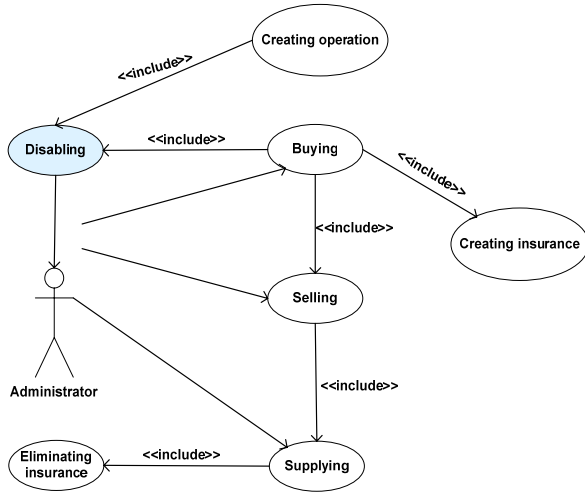 Creating operation
<<include>>
Disabling
<<include>>
Buying
<<include>>
<<include>>
Creating insurance
Selling
Administrator
<<include>>
Eliminating
insurance
<<include>>
Supplying